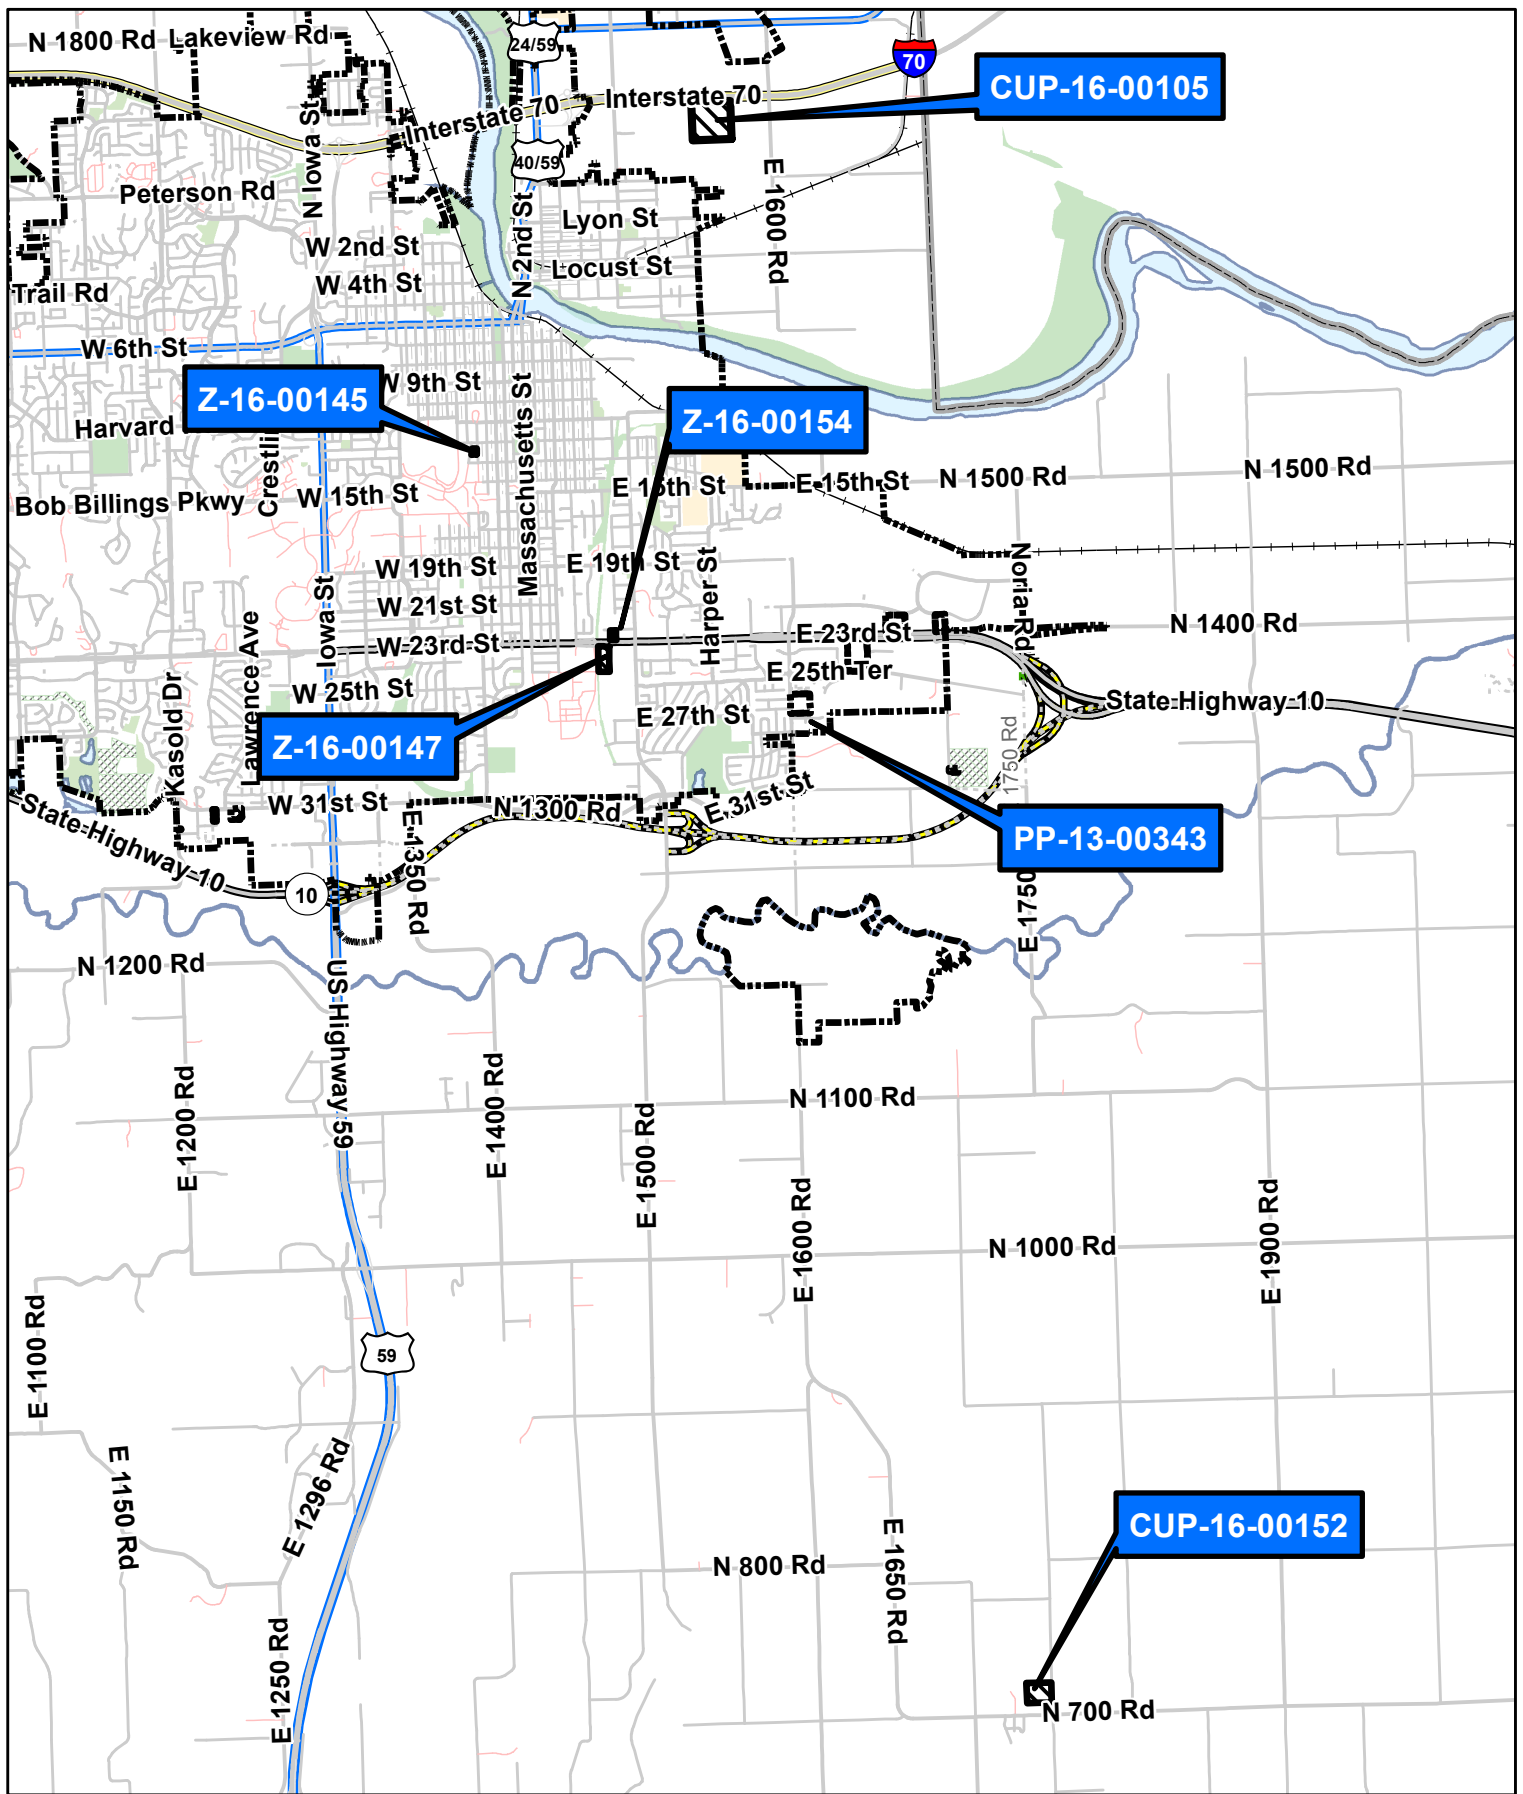 N 1800 Rd
Lakeview Rd
24/59
70
CUP-16-00105
Interstate 70
Interstate 70
N Iowa St
40/59
Peterson Rd
N 2nd St
Lyon St
E 1600 Rd
W 2nd St
Locust St
W 4th St
Trail Rd
W 6th St
W 9th St
Z-16-00145
Z-16-00154
Harvard
Crestlin
Massachusetts St
Bob Billings Pkwy
W 15th St
E 15th St
E 15th St
N 1500 Rd
N 1500 Rd
W 19th St
E 19th St
Harper St
Noria Rd
W 21st St
Iowa St
Lawrence Ave
W 23rd St
E 23rd St
N 1400 Rd
Kasold Dr
W 25th St
E 25th Ter
State Highway 10
E 27th St
Z-16-00147
1750 Rd
W 31st St
N 1300 Rd
E 31st St
PP-13-00343
State Highway 10
E 1350 Rd
10
E 1750
N 1200 Rd
US Highway 59
E 1200 Rd
E 1400 Rd
N 1100 Rd
E 1500 Rd
E 1600 Rd
E 1900 Rd
N 1000 Rd
E 1100 Rd
59
E 1150 Rd
E 1296 Rd
CUP-16-00152
N 800 Rd
E 1650 Rd
E 1250 Rd
N 700 Rd